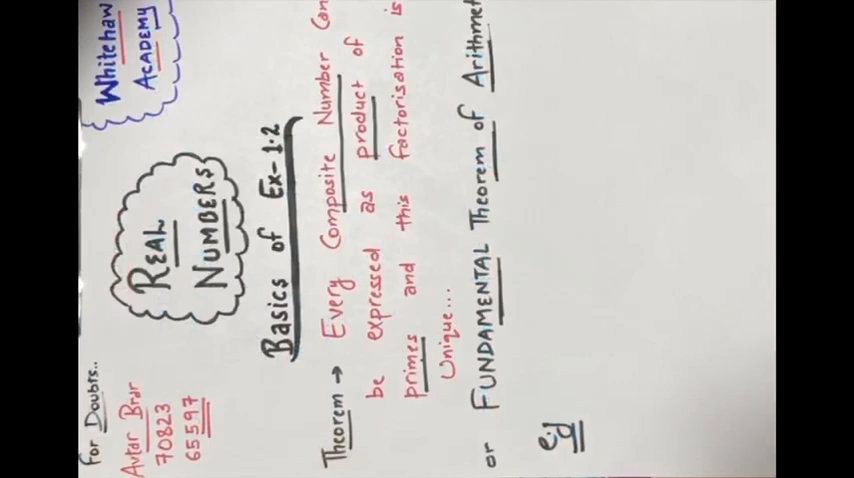 For Doubts..
Avtar Brar
70823
65597
REAL
NUMBERS
Whitehaw
ACADEMY
Basics of Ex-1.2
Theorem → Every Composite Number Can
be expressed as product of
primes and this factorisation is
Unique...
or FUNDAMENTAL Theorem of Arithmet
e.g